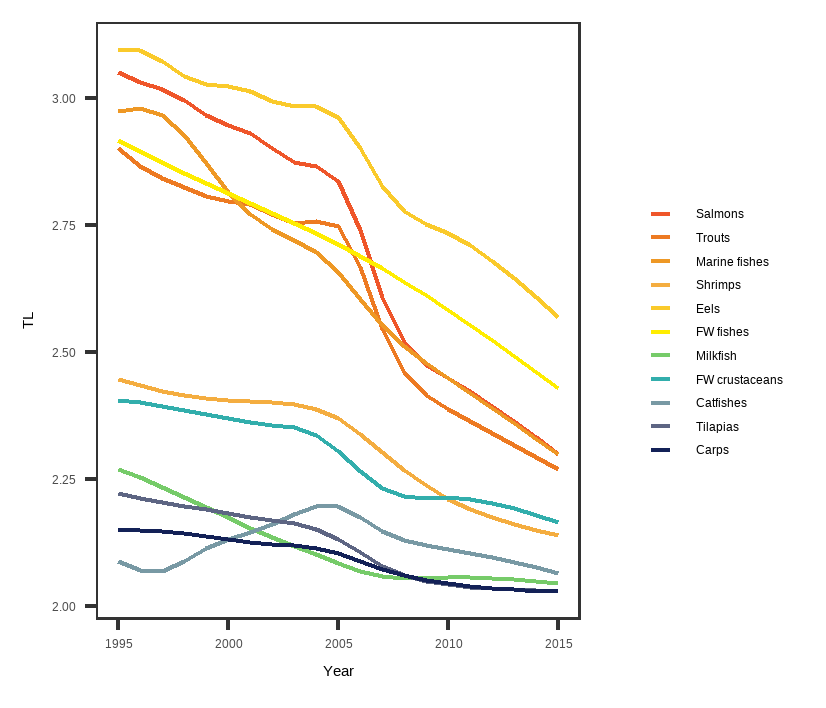 3.00
2.75
2.50
2.25
2.00
TL
1995
2000
2005
2010
2015
Year
Salmons
Trouts
Marine fishes
Shrimps
Eels
FW fishes
Milkfish
FW crustaceans
Catfishes
Tilapias
Carps